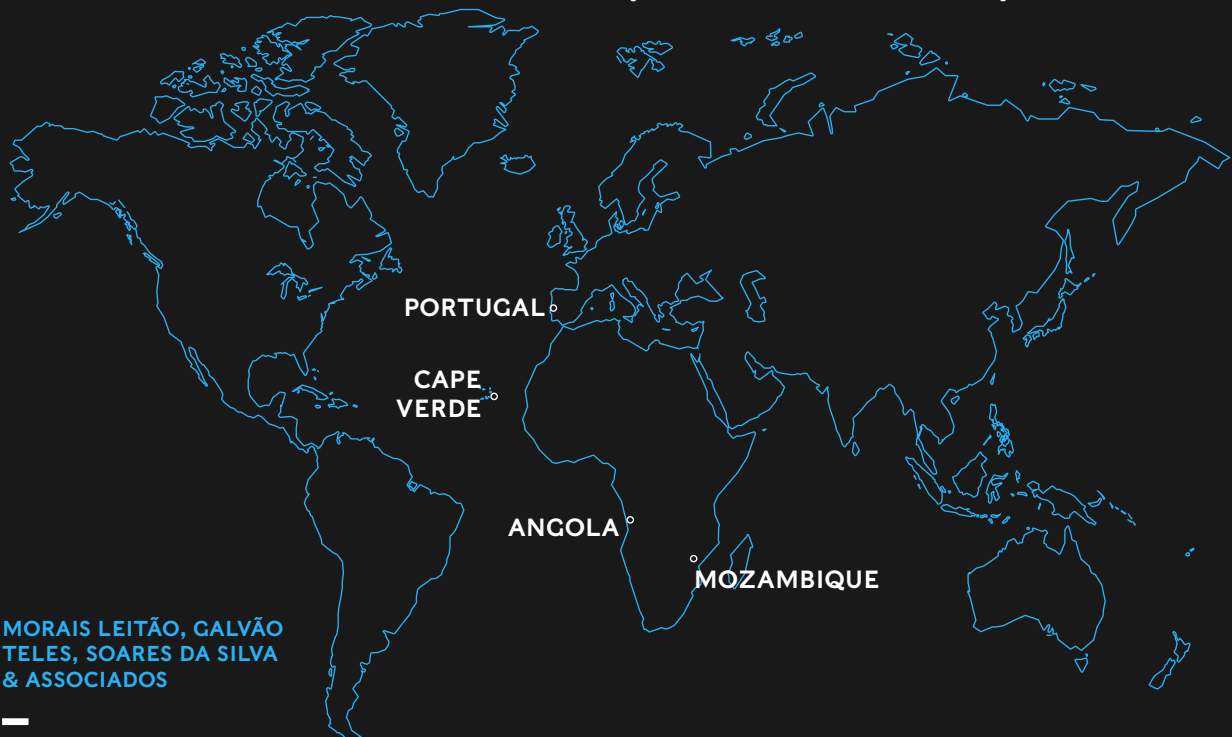 PORTUGAL
CAPE
VERDE
ANGOLA
MOZAMBIQUE
MORAIS LEITÃO, GALVÃO
TELES, SOARES DA SILVA
& ASSOCIADOS